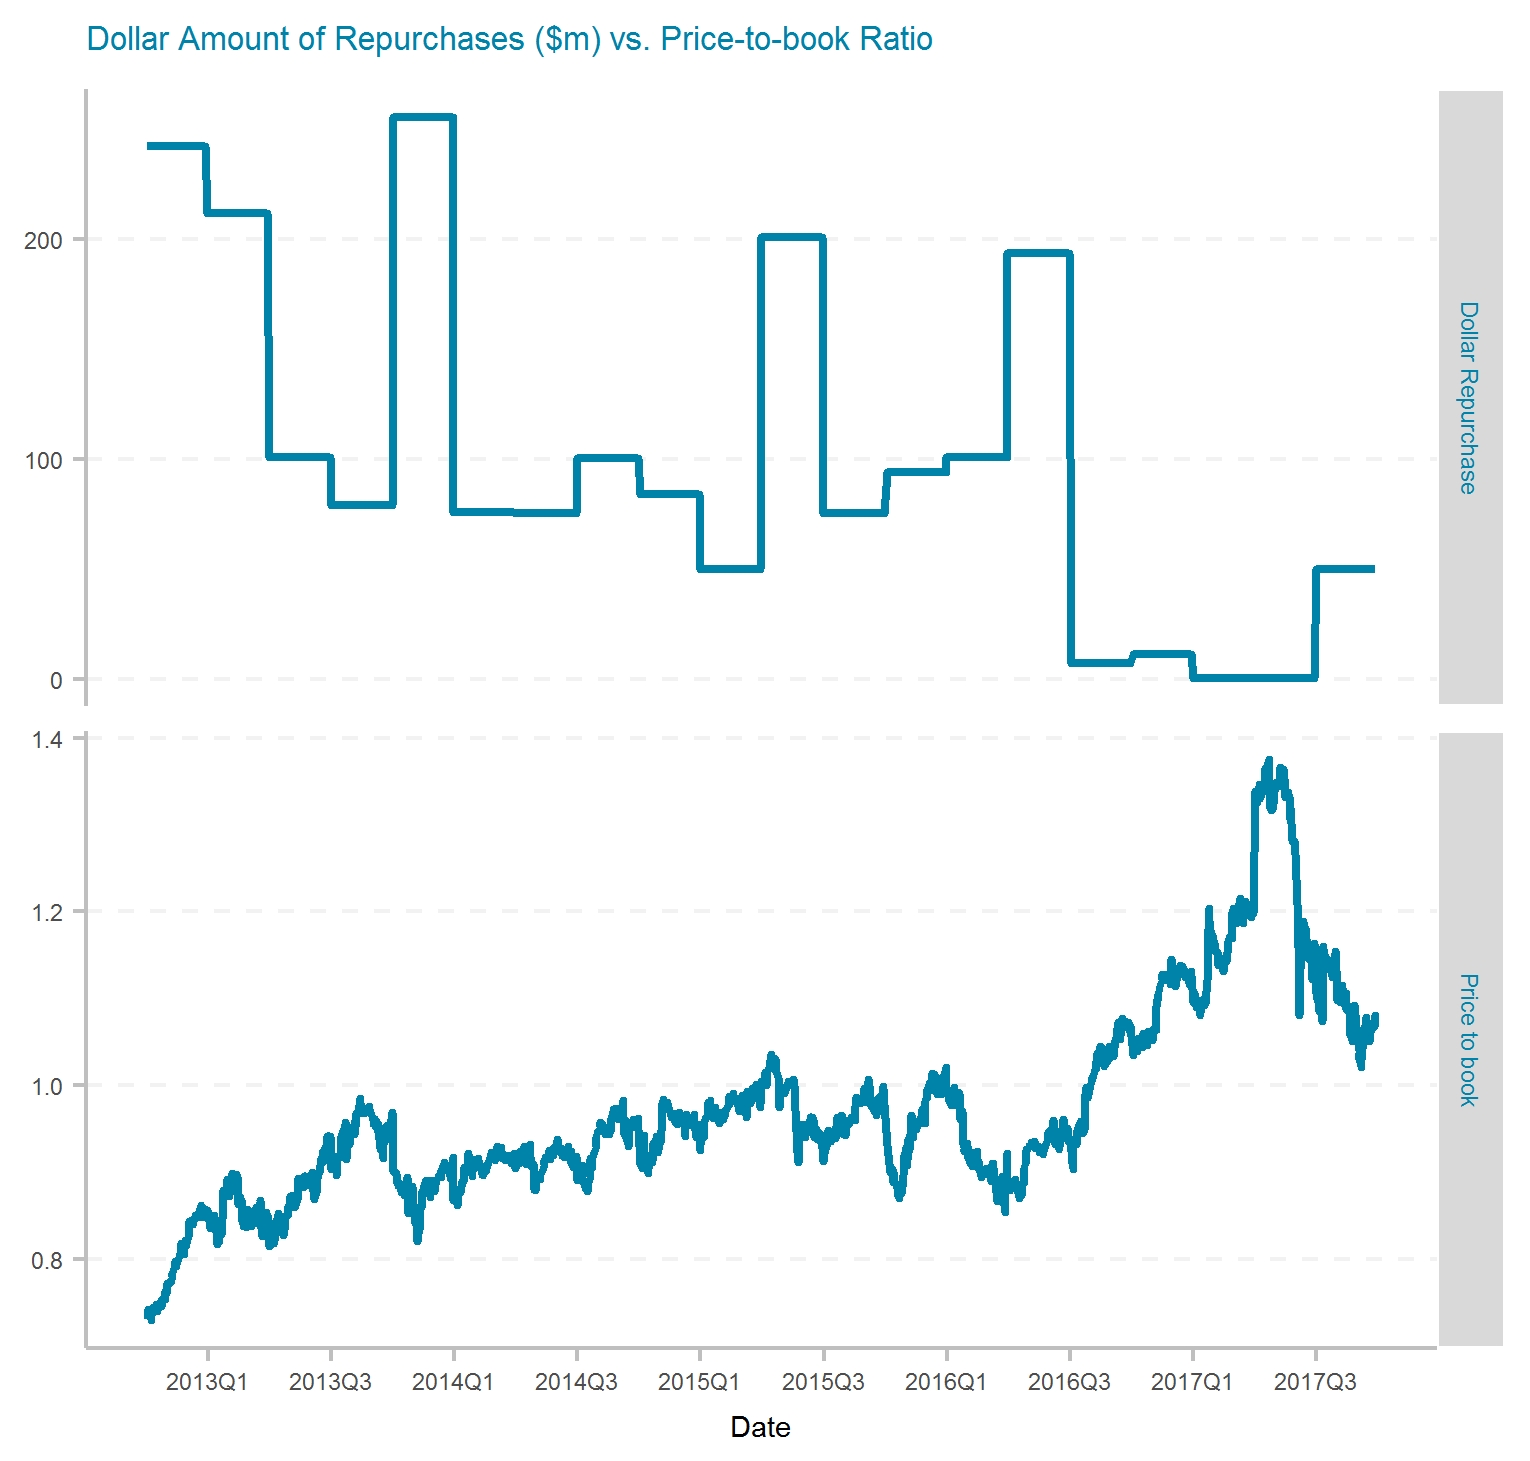 Dollar Amount of Repurchases ($m) vs. Price-to-book Ratio
200
100
0
Dollar Repurchase
1.4
1.2
1.0
0.8
Price to book
2013Q1 2013Q3 2014Q1 2014Q3 2015Q1 2015Q3 2016Q1 2016Q3 2017Q1 2017Q3
Date